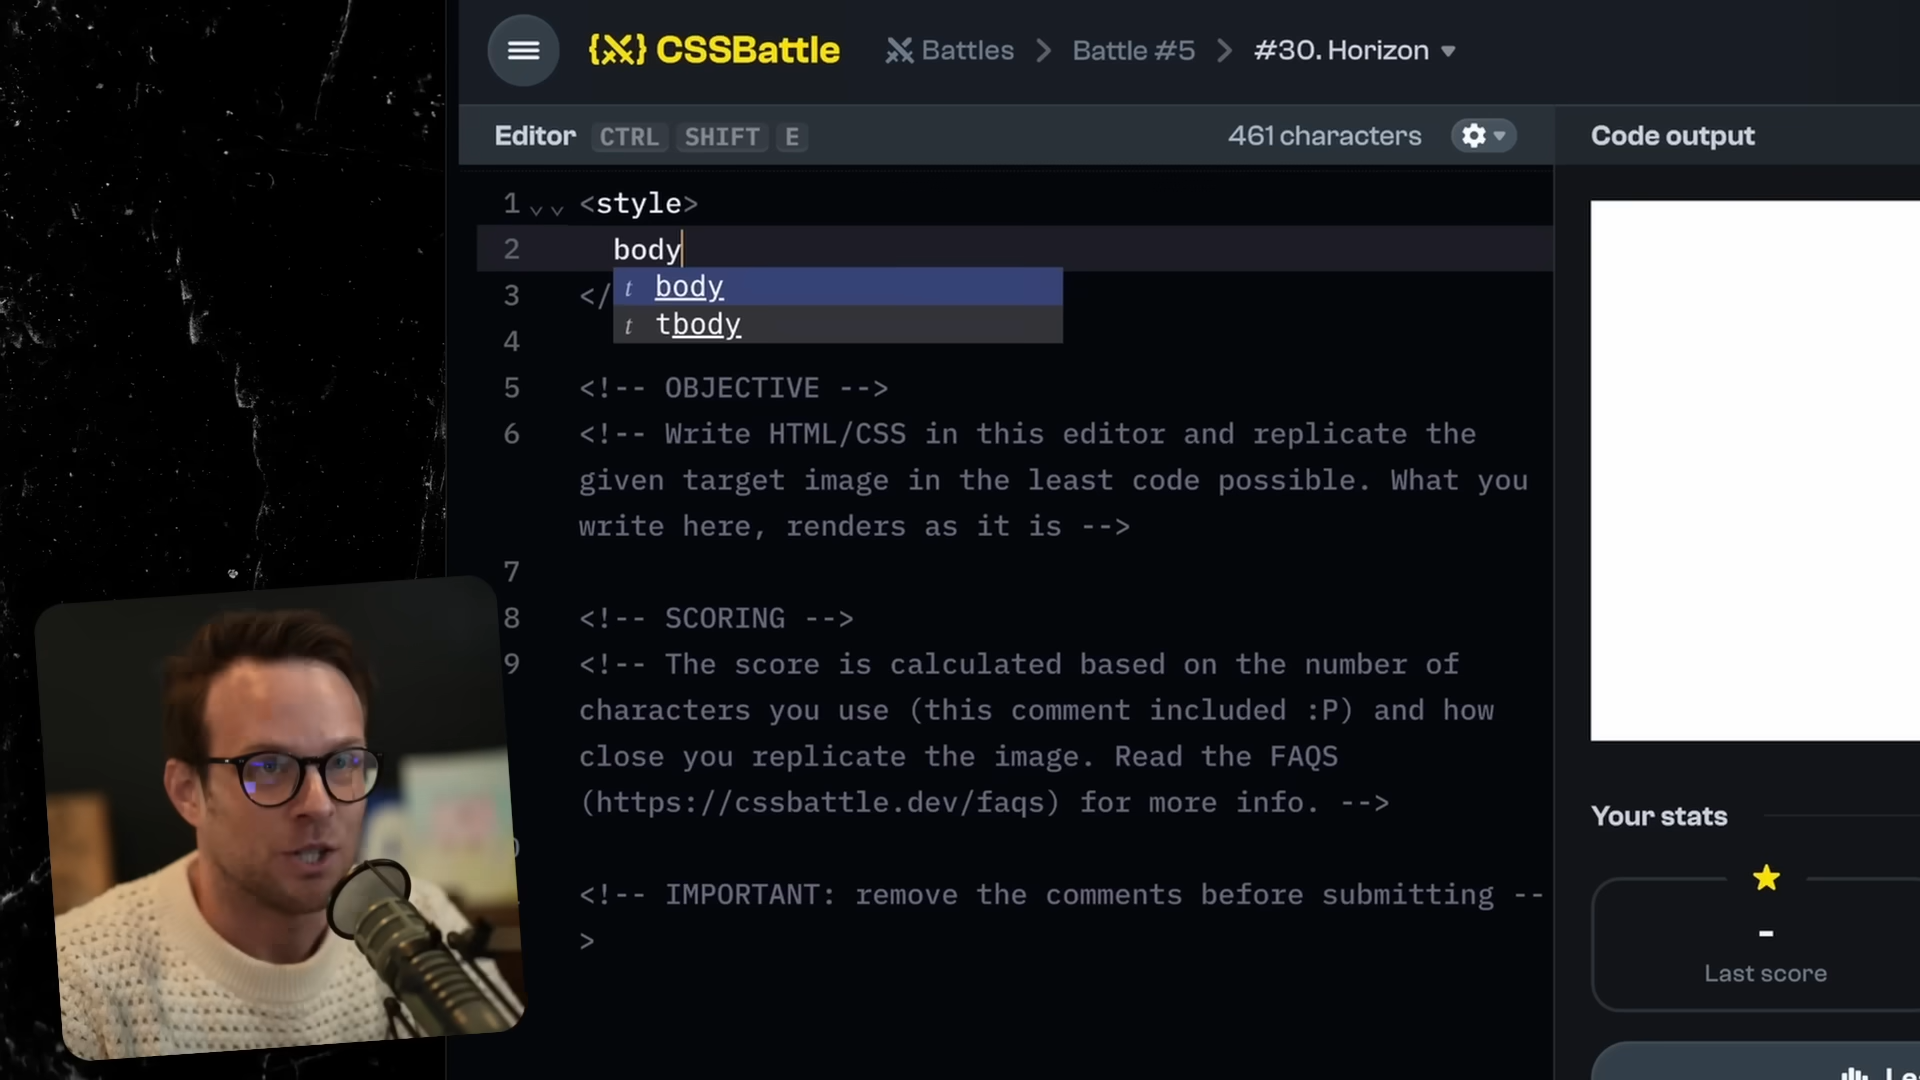 {X} CSSBattle
Battles > Battle #5 > #30. Horizon
Editor CTRL SHIFT E
461 characters
Code output
1 <style>
2 body
body
tbody
3 </
4
5 <!-- OBJECTIVE -->
6 <!-- Write HTML/CSS in this editor and replicate the
given target image in the least code possible. What you
write here, renders as it is -->
7
8 <!-- SCORING -->
9 <!-- The score is calculated based on the number of
characters you use (this comment included :P) and how
close you replicate the image. Read the FAQS
(https://cssbattle.dev/faqs) for more info. -->
<!-- IMPORTANT: remove the comments before submitting --
>
Your stats
-
Last score